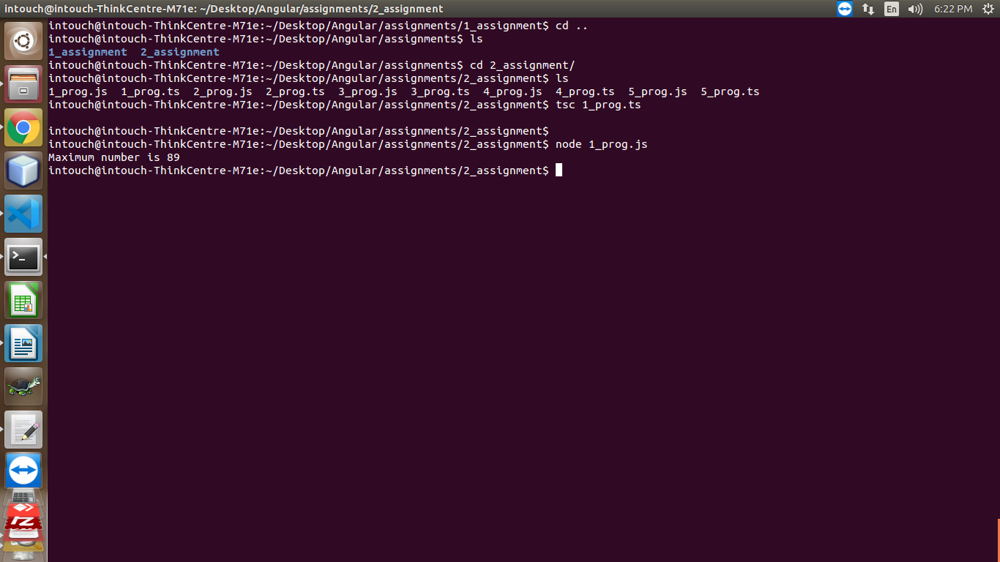 intouch@intouch-ThinkCentre-M71e: ~/Desktop/Angular/assignments/2_assignment
En
6:22 PM
intouch@intouch-ThinkCentre-M71e:~/Desktop/Angular/assignments/1_assignment$ cd ..
intouch@intouch-ThinkCentre-M71e:~/Desktop/Angular/assignments$ ls
1_assignment  2_assignment
intouch@intouch-ThinkCentre-M71e:~/Desktop/Angular/assignments$ cd 2_assignment/
intouch@intouch-ThinkCentre-M71e:~/Desktop/Angular/assignments/2_assignment$ ls
1_prog.js  1_prog.ts  2_prog.js  2_prog.ts  3_prog.js  3_prog.ts  4_prog.js  4_prog.ts  5_prog.js  5_prog.ts
intouch@intouch-ThinkCentre-M71e:~/Desktop/Angular/assignments/2_assignment$ tsc 1_prog.ts
intouch@intouch-ThinkCentre-M71e:~/Desktop/Angular/assignments/2_assignment$
intouch@intouch-ThinkCentre-M71e:~/Desktop/Angular/assignments/2_assignment$ node 1_prog.js
Maximum number is 89
intouch@intouch-ThinkCentre-M71e:~/Desktop/Angular/assignments/2_assignment$
>_